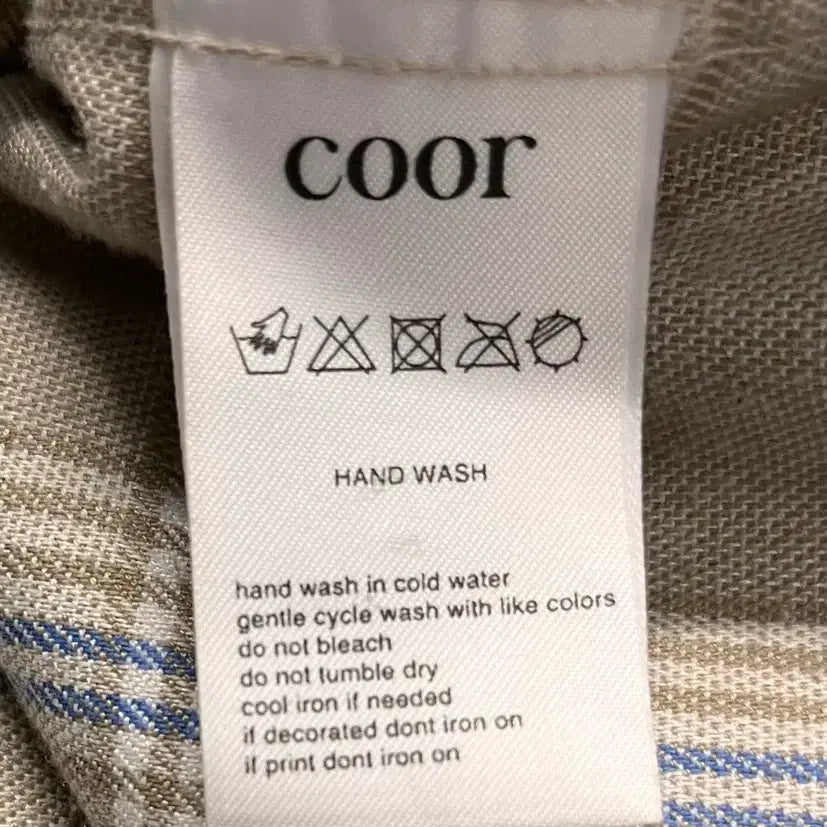 coor
HAND WASH
hand wash in cold water
gentle cycle wash with like colors
do not bleach
do not tumble dry
cool iron if needed
if decorated dont iron on
if print dont iron on